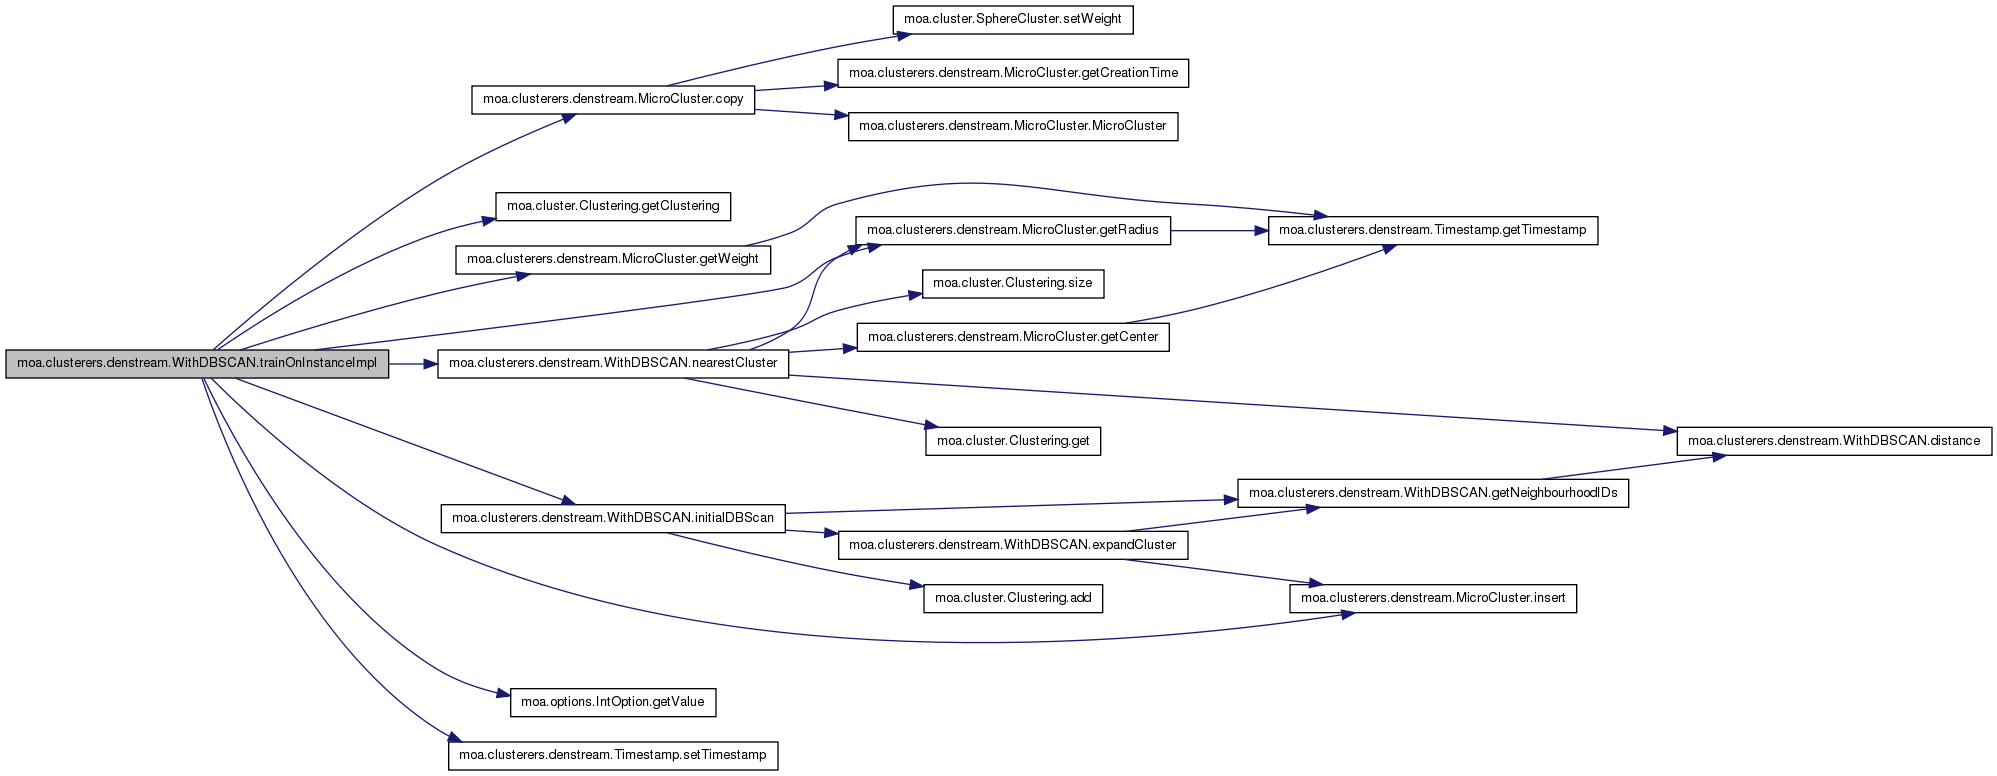 moa.cluster.SphereCluster.setWeight
moa.clusterers.denstream.MicroCluster.getCreationTime
moa.clusterers.denstream.MicroCluster.copy
moa.clusterers.denstream.MicroCluster.MicroCluster
moa.cluster.Clustering.getClustering
moa.clusterers.denstream.MicroCluster.getRadius
moa.clusterers.denstream.Timestamp.getTimestamp
moa.clusterers.denstream.MicroCluster.getWeight
moa.cluster.Clustering.size
moa.clusterers.denstream.MicroCluster.getCenter
moa.clusterers.denstream.WithDBSCAN.trainOnInstanceImpl
moa.clusterers.denstream.WithDBSCAN.nearestCluster
moa.cluster.Clustering.get
moa.clusterers.denstream.WithDBSCAN.distance
moa.clusterers.denstream.WithDBSCAN.getNeighbourhoodIDs
moa.clusterers.denstream.WithDBSCAN.initialDBScan
moa.clusterers.denstream.WithDBSCAN.expandCluster
moa.cluster.Clustering.add
moa.clusterers.denstream.MicroCluster.insert
moa.options.IntOption.getValue
moa.clusterers.denstream.Timestamp.setTimestamp